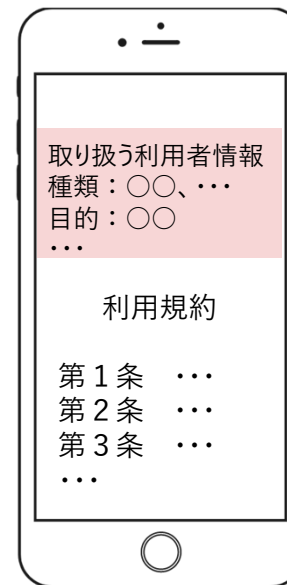 取り扱う利用者情報
種類：○○、・・・
目的：○○
・・・
利用規約
第１条　・・・
第２条　・・・
第３条　・・・
・・・